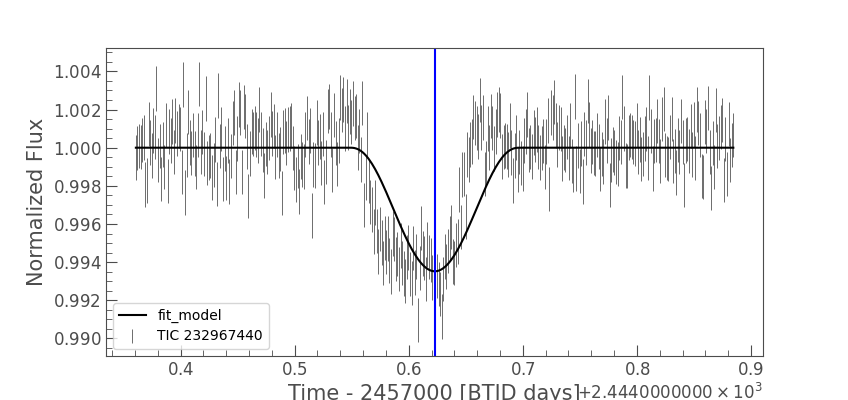 1.004
1.002
1.000
0.998
0.996
0.994
0.992
0.990
Normalized Flux
fit_model
TIC 232967440
0.4 0.5 0.6 0.7 0.8 0.9
Time - 2457000 [BTJD days]
+2.4440000000 × 10³